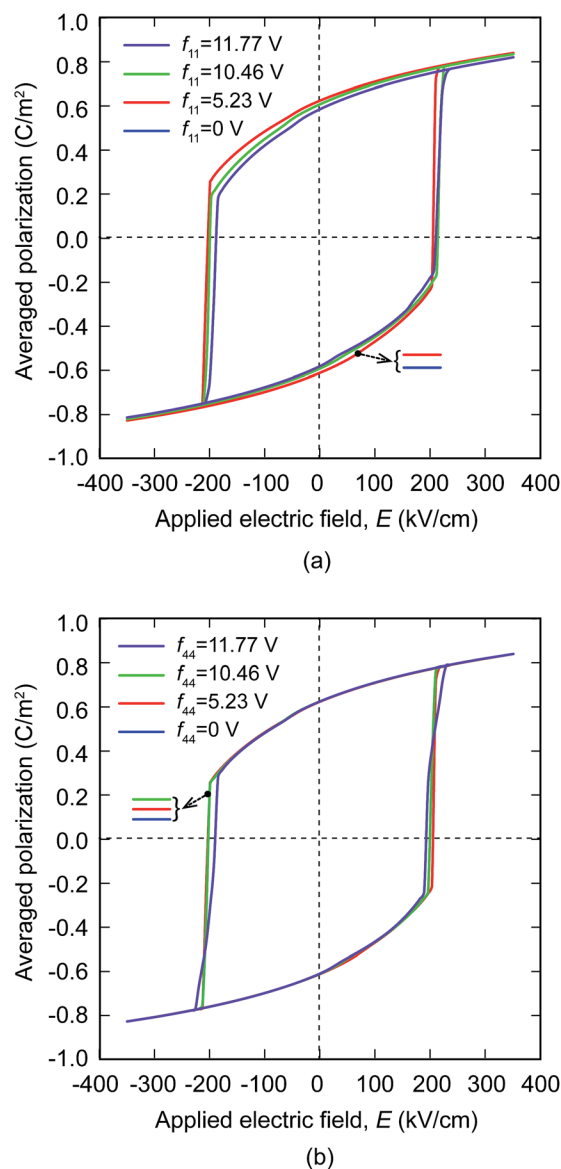 (a)
1.0
0.8
0.6
0.4
0.2
0.0
-0.2
-0.4
-0.6
-0.8
-1.0
Averaged polarization (C/m²)
f₁₁=11.77 V
f₁₁=10.46 V
f₁₁=5.23 V
f₁₁=0 V
-400 -300 -200 -100 0 100 200 300 400
Applied electric field, E (kV/cm)
(a)
1.0
0.8
0.6
0.4
0.2
0.0
-0.2
-0.4
-0.6
-0.8
-1.0
Averaged polarization (C/m²)
f₄₄=11.77 V
f₄₄=10.46 V
f₄₄=5.23 V
f₄₄=0 V
-400 -300 -200 -100 0 100 200 300 400
Applied electric field, E (kV/cm)
(b)